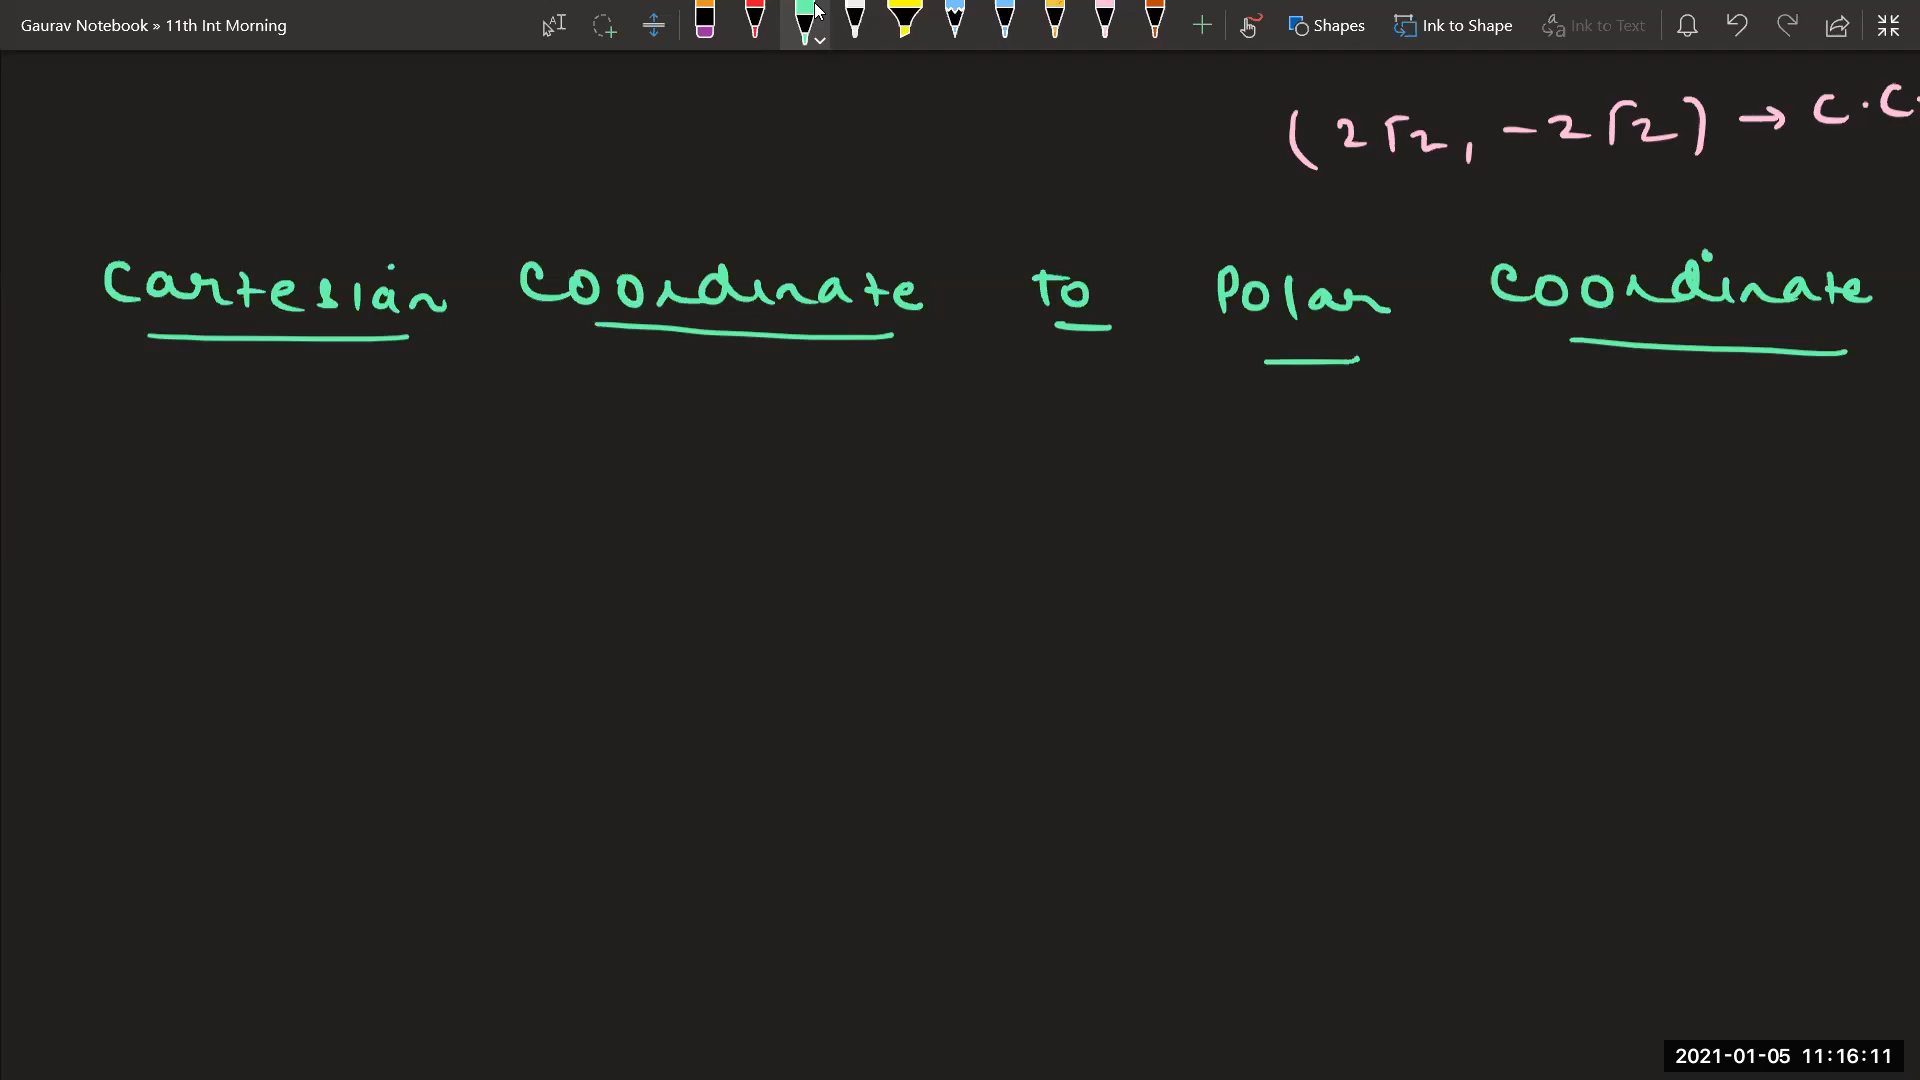 Gaurav Notebook » 11th Int Morning
Shapes
Ink to Shape
Ink to Text
(2√2, -2√2) → C.C.
Cartesian Coordinate to Polar Coordinate
2021-01-05 11:16:11